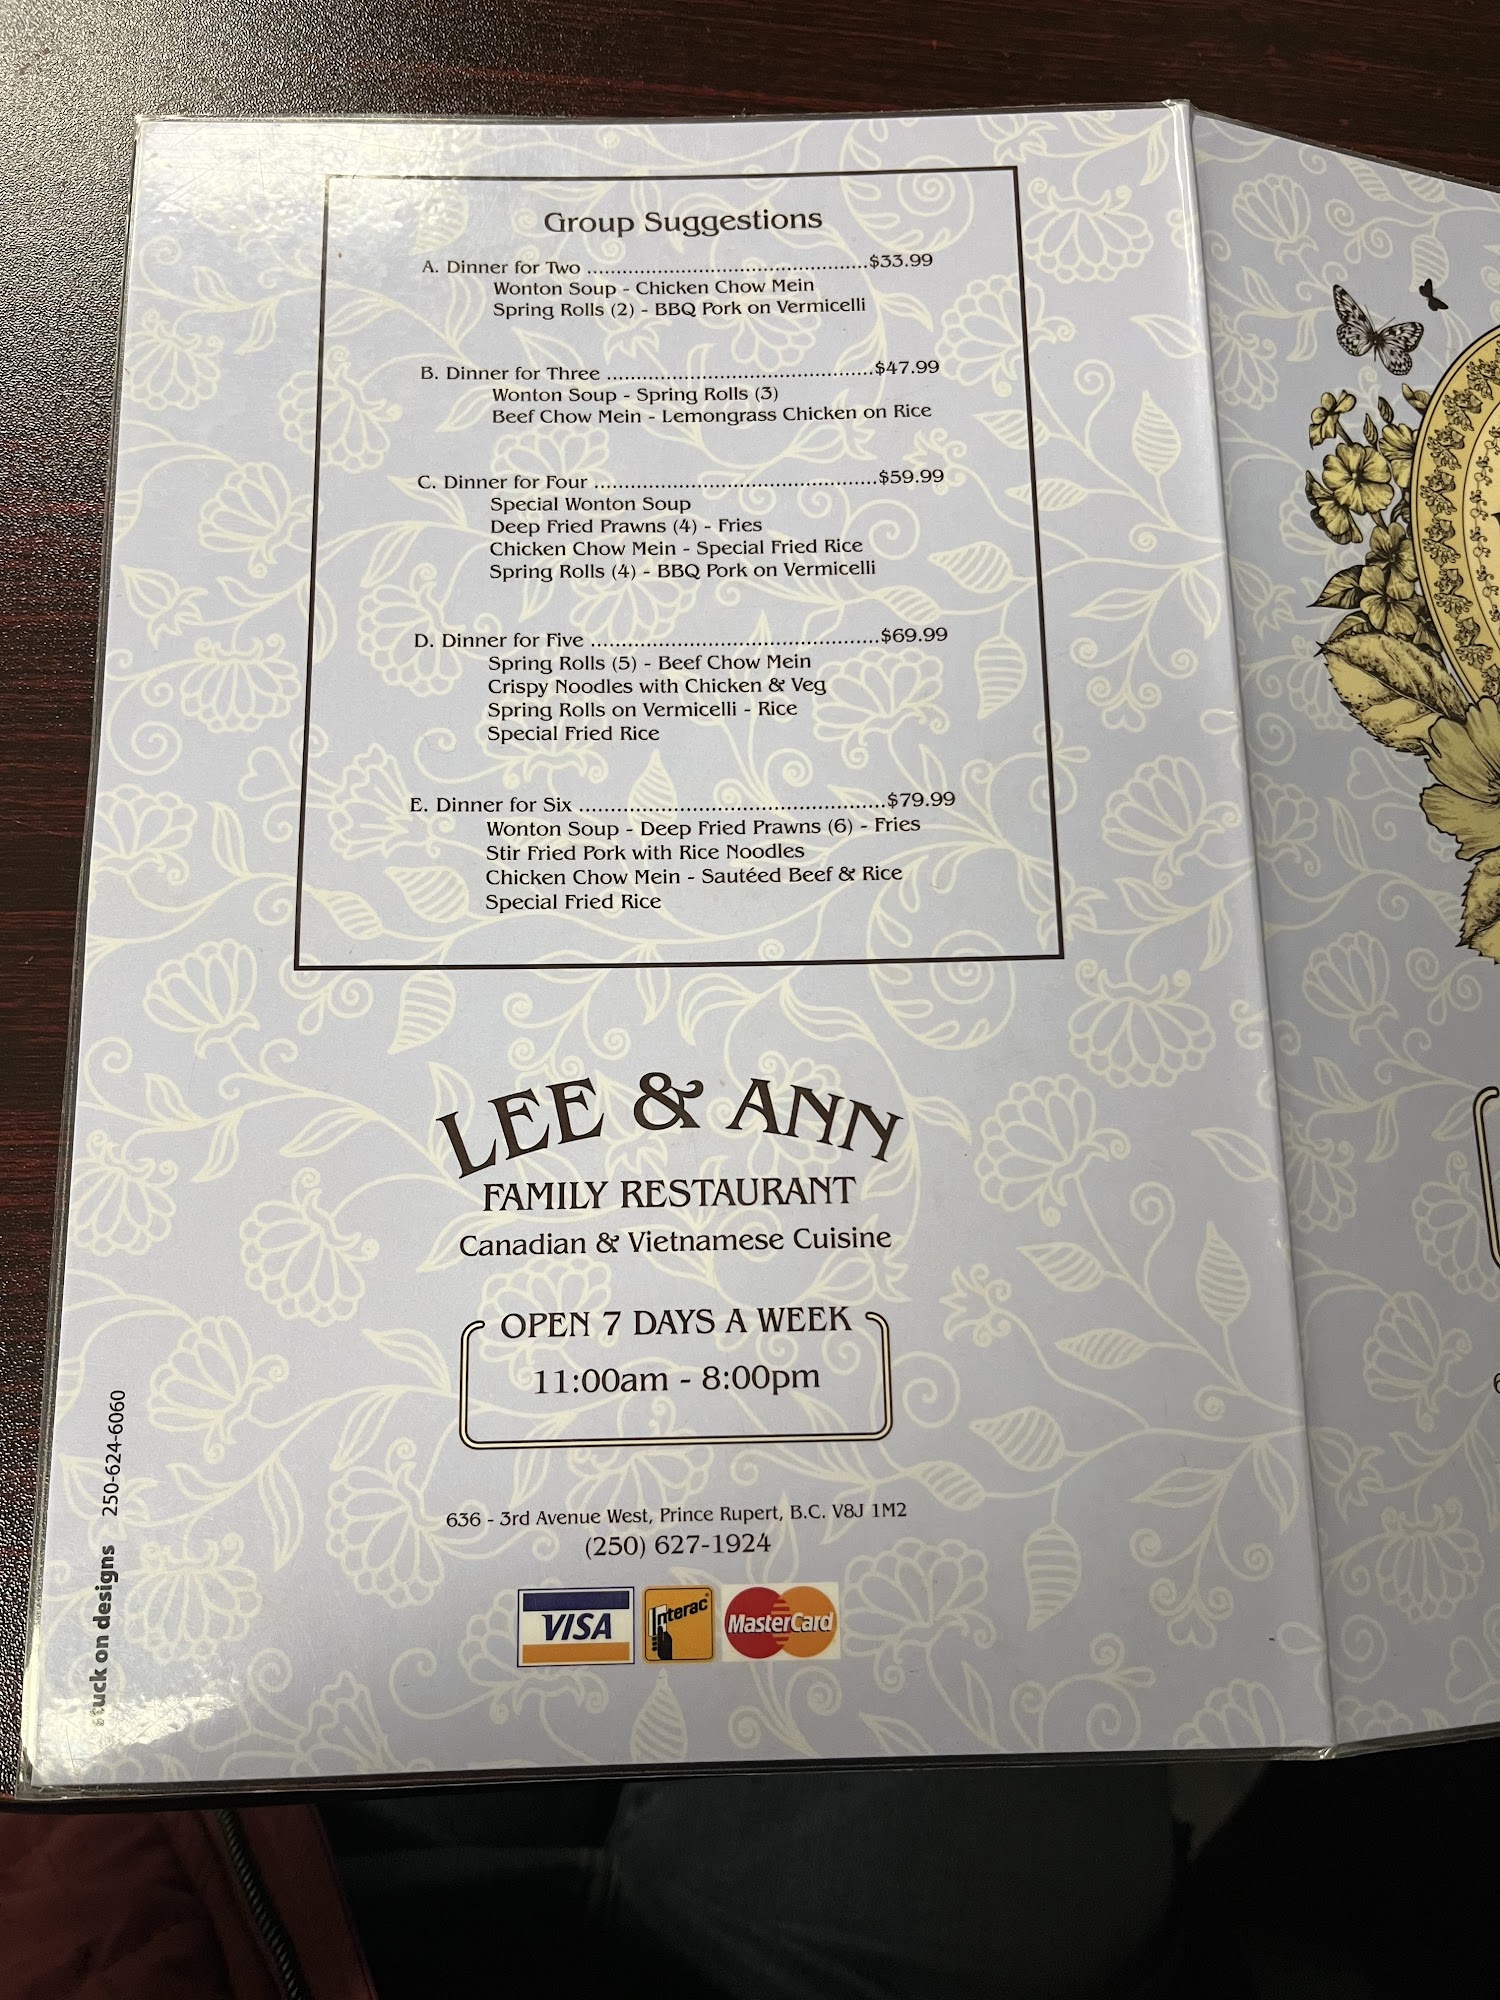 Group Suggestions
A. Dinner for Two ................................................$33.99
Wonton Soup - Chicken Chow Mein
Spring Rolls (2) - BBQ Pork on Vermicelli
B. Dinner for Three .............................................$47.99
Wonton Soup - Spring Rolls (3)
Beef Chow Mein - Lemongrass Chicken on Rice
C. Dinner for Four ................................................$59.99
Special Wonton Soup
Deep Fried Prawns (4) - Fries
Chicken Chow Mein - Special Fried Rice
Spring Rolls (4) - BBQ Pork on Vermicelli
D. Dinner for Five ................................................$69.99
Spring Rolls (5) - Beef Chow Mein
Crispy Noodles with Chicken & Veg
Spring Rolls on Vermicelli - Rice
Special Fried Rice
E. Dinner for Six .................................................$79.99
Wonton Soup - Deep Fried Prawns (6) - Fries
Stir Fried Pork with Rice Noodles
Chicken Chow Mein - Sautéed Beef & Rice
Special Fried Rice
LEE & ANN
FAMILY RESTAURANT
Canadian & Vietnamese Cuisine
OPEN 7 DAYS A WEEK
11:00am - 8:00pm
636 - 3rd Avenue West, Prince Rupert, B.C. V8J 1M2
(250) 627-1924
VISA Interac MasterCard
stuck on designs 250-624-6060